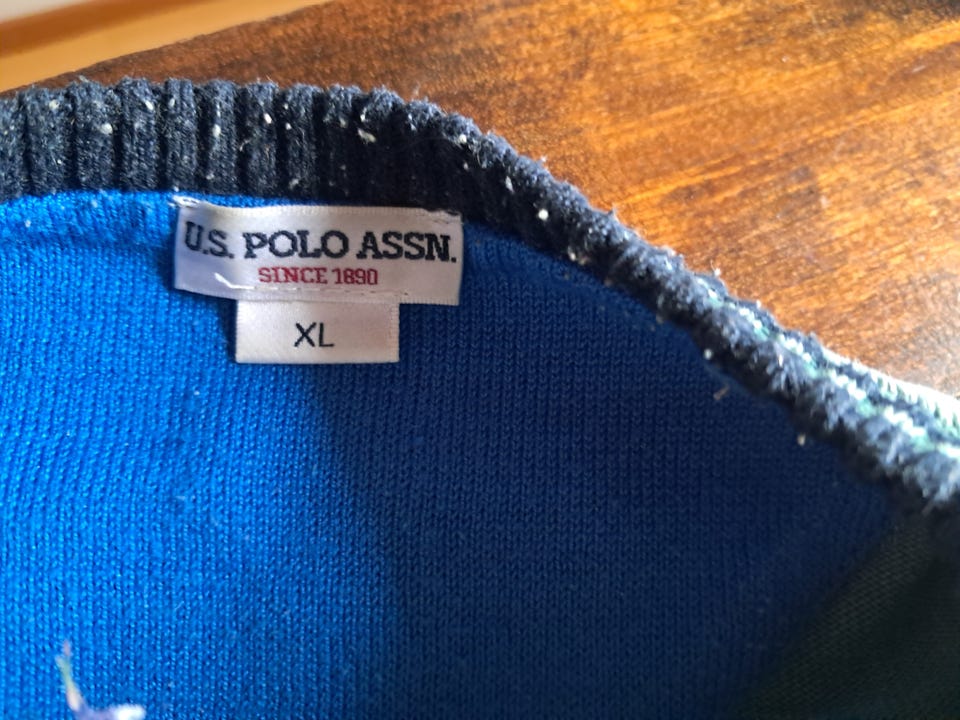 U.S. POLO ASSN.
SINCE 1890
XL